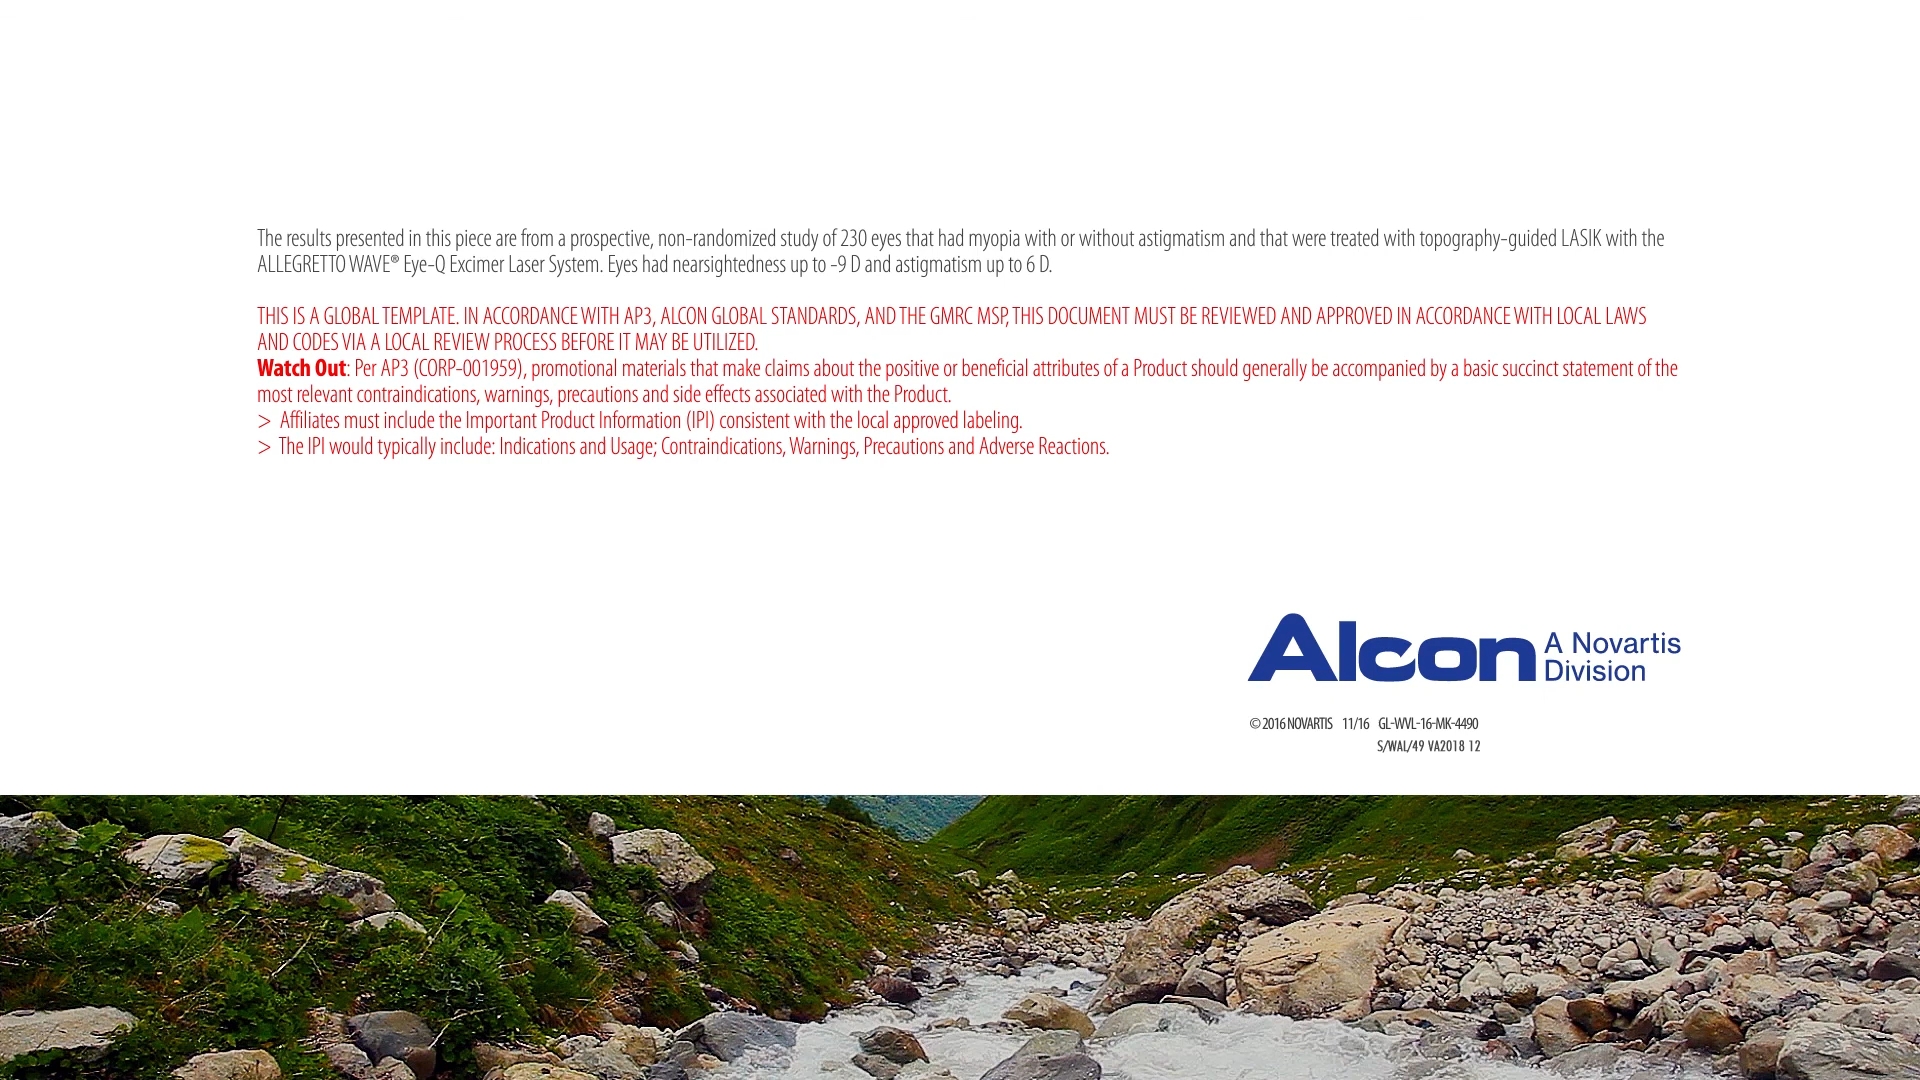 The results presented in this piece are from a prospective, non-randomized study of 230 eyes that had myopia with or without astigmatism and that were treated with topography-guided LASIK with the
ALLEGRETTO WAVE® Eye-Q Excimer Laser System. Eyes had nearsightedness up to -9 D and astigmatism up to 6 D.
THIS IS A GLOBAL TEMPLATE. IN ACCORDANCE WITH AP3, ALCON GLOBAL STANDARDS, AND THE GMRC MSP, THIS DOCUMENT MUST BE REVIEWED AND APPROVED IN ACCORDANCE WITH LOCAL LAWS
AND CODES VIA A LOCAL REVIEW PROCESS BEFORE IT MAY BE UTILIZED.
Watch Out: Per AP3 (CORP-001959), promotional materials that make claims about the positive or beneficial attributes of a Product should generally be accompanied by a basic succinct statement of the
most relevant contraindications, warnings, precautions and side effects associated with the Product.
> Affiliates must include the Important Product Information (IPI) consistent with the local approved labeling.
> The IPI would typically include: Indications and Usage; Contraindications, Warnings, Precautions and Adverse Reactions.
Alcon A Novartis
Division
© 2016 NOVARTIS 11/16 GL-WVL-16-MK-4490
S/WAL/49 VA2018 12